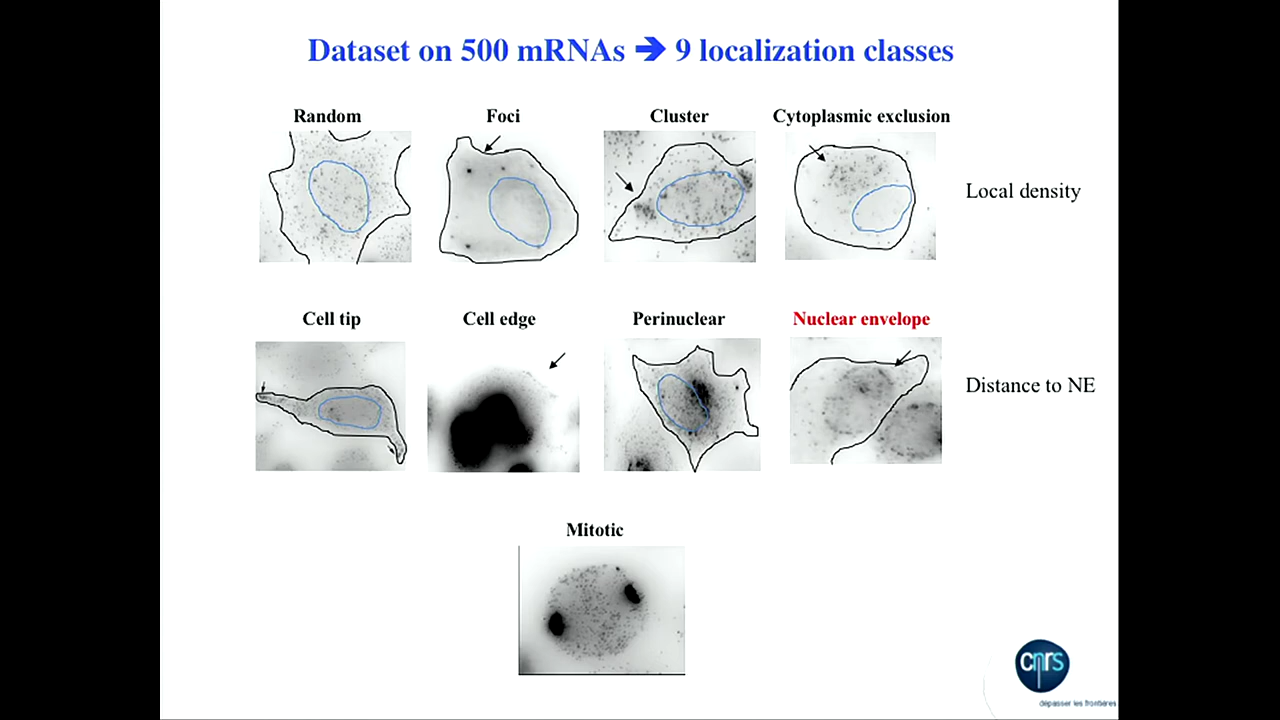 Dataset on 500 mRNAs ➔ 9 localization classes
Random
Foci
Cluster
Cytoplasmic exclusion
Local density
Cell tip
Cell edge
Perinuclear
Nuclear envelope
Distance to NE
Mitotic
cnrs
dépasser les frontières